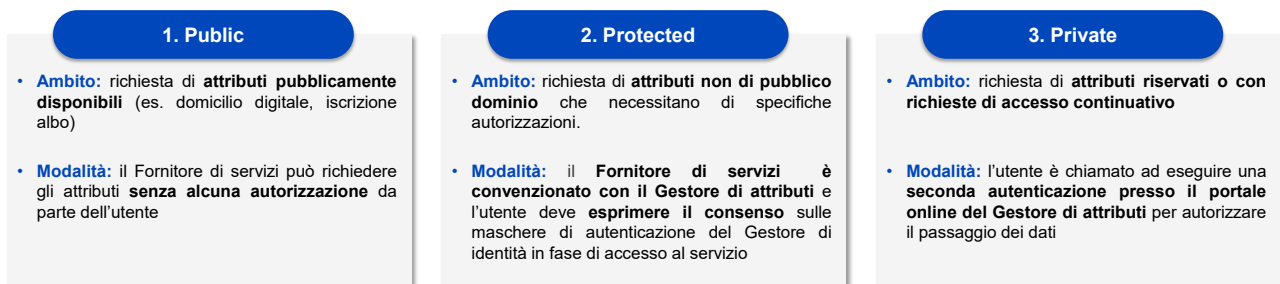 1. Public
• Ambito: richiesta di attributi pubblicamente
disponibili (es. domicilio digitale, iscrizione
albo)
• Modalità: il Fornitore di servizi può richiedere
gli attributi senza alcuna autorizzazione da
parte dell'utente
2. Protected
• Ambito: richiesta di attributi non di pubblico
dominio che necessitano di specifiche
autorizzazioni.
• Modalità: il Fornitore di servizi è
convenzionato con il Gestore di attributi e
l'utente deve esprimere il consenso sulle
maschere di autenticazione del Gestore di
identità in fase di accesso al servizio
3. Private
• Ambito: richiesta di attributi riservati o con
richieste di accesso continuativo
• Modalità: l'utente è chiamato ad eseguire una
seconda autenticazione presso il portale
online del Gestore di attributi per autorizzare
il passaggio dei dati